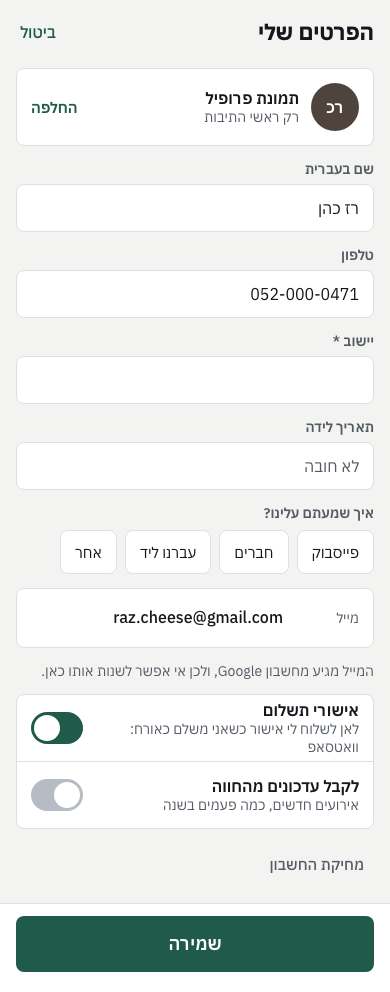 הפרטים שלי
ביטול
רכ
תמונת פרופיל
רק ראשי התיבות
החלפה
שם בעברית
רז כהן
טלפון
052-000-0471
יישוב *
תאריך לידה
לא חובה
איך שמעתם עלינו?
פייסבוק
חברים
עברנו ליד
אחר
מייל
raz.cheese@gmail.com
המייל מגיע מחשבון Google, ולכן אי אפשר לשנות אותו כאן.
אישורי תשלום
לאן לשלוח לי אישור כשאני משלם כאורח:
וואטסאפ
לקבל עדכונים מהחווה
אירועים חדשים, כמה פעמים בשנה
מחיקת החשבון
שמירה